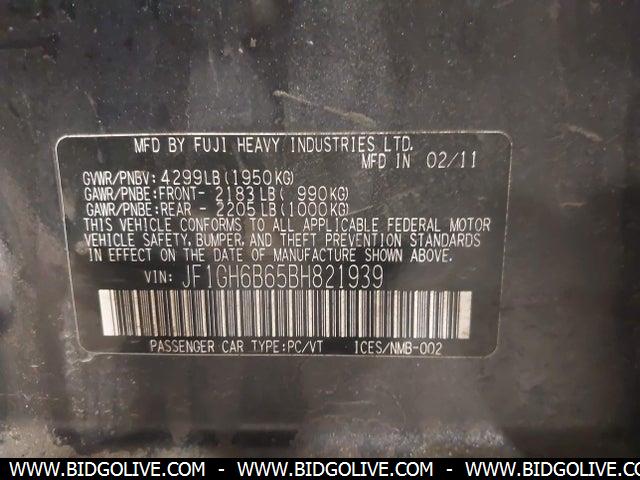 MFD BY FUJI HEAVY INDUSTRIES LTD.
MFD IN 02/11
GVWR/PNBV: 4299LB (1950KG)
GAWR/PNBE:FRONT- 2183 LB ( 990KG)
GAWR/PNBE:REAR - 2205 LB (1000KG)
THIS VEHICLE CONFORMS TO ALL APPLICABLE FEDERAL MOTOR
VEHICLE SAFETY, BUMPER, AND THEFT PREVENTION
STANDARDS IN EFFECT ON THE DATE OF MANUFACTURE SHOWN ABOVE.
VIN: JF1GH6B65BH821939
PASSENGER CAR TYPE:PC/VT ICES/NMB-002
WWW.BIDGOLIVE.COM - WWW.BIDGOLIVE.COM - WWW.BIDGOLIVE.COM